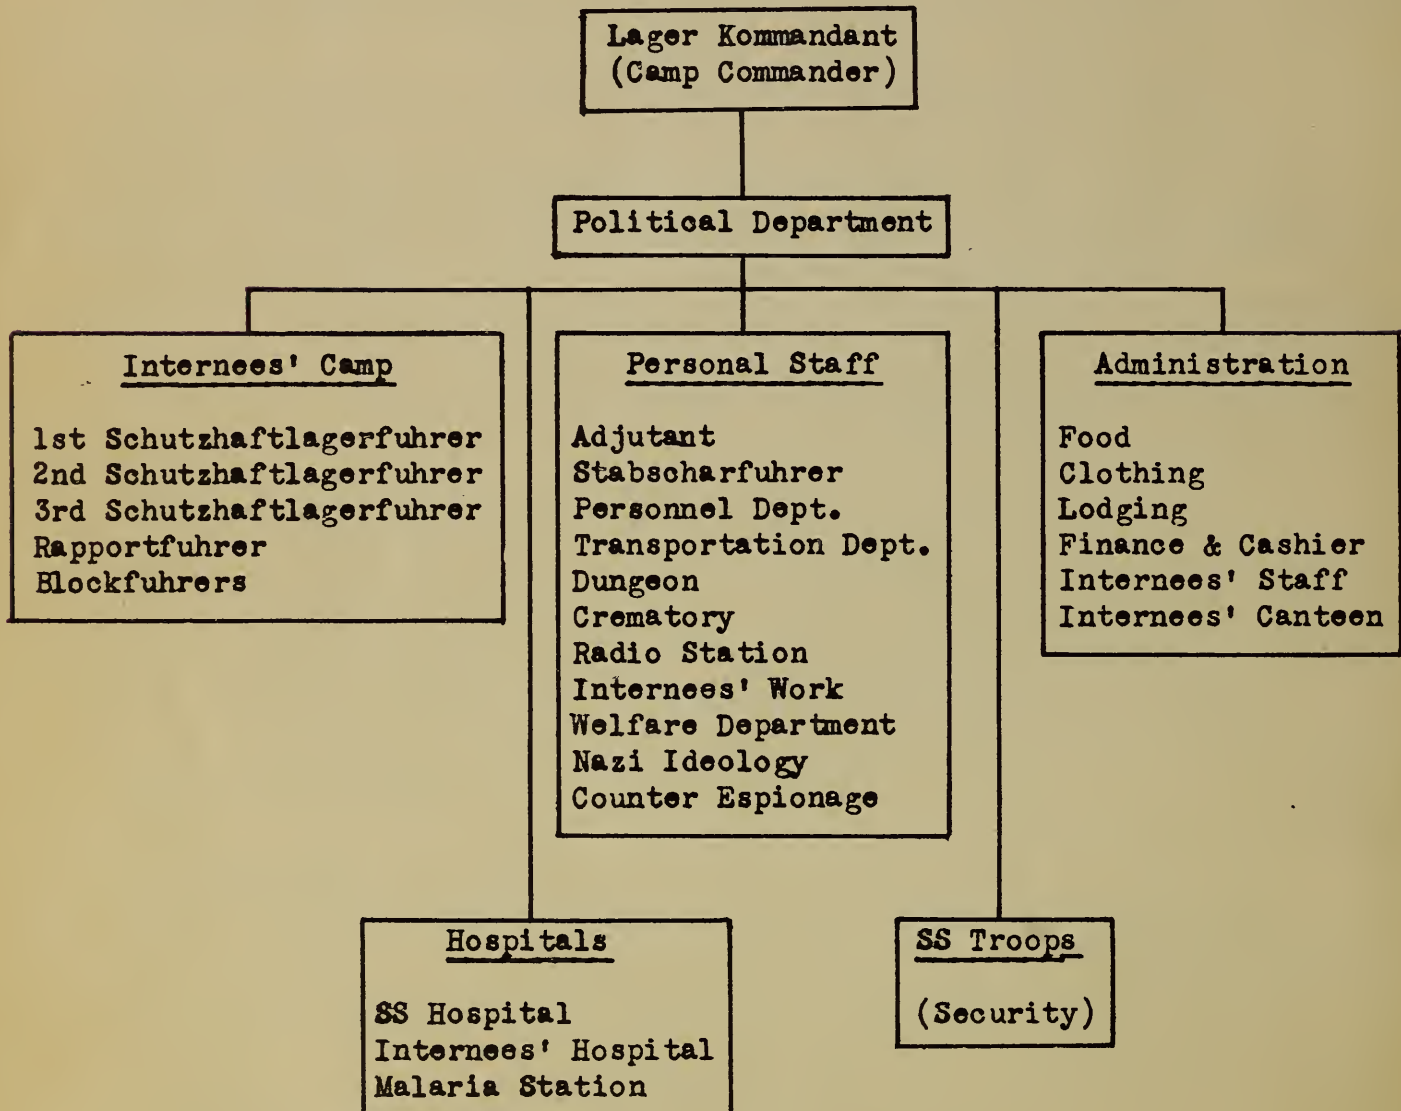 Lager Kommandant
(Camp Commander)
Political Department
Internees' Camp
1st Schutzhaftlagerfuhrer
2nd Schutzhaftlagerfuhrer
3rd Schutzhaftlagerfuhrer
Rapportfuhrer
Blockfuhrers
Personal Staff
Adjutant
Stabscharfuhrer
Personnel Dept.
Transportation Dept.
Dungeon
Crematory
Radio Station
Internees' Work
Welfare Department
Nazi Ideology
Counter Espionage
Administration
Food
Clothing
Lodging
Finance & Cashier
Internees' Staff
Internees' Canteen
Hospitals
SS Hospital
Internees' Hospital
Malaria Station
SS Troops
(Security)